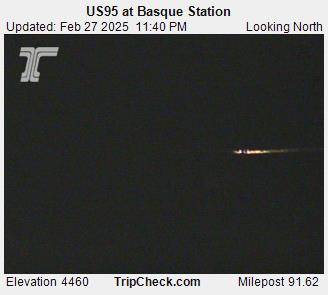 US95 at Basque Station
Updated: Feb 27 2025 11:40 PM Looking North
Elevation 4460 TripCheck.com Milepost 91.62